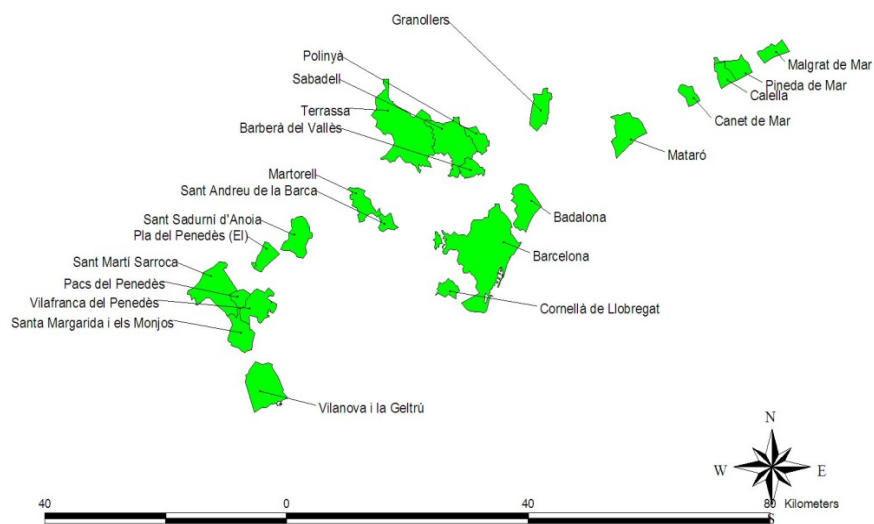 Granollers
Malgrat de Mar
Polinyà
Pineda de Mar
Sabadell
Calella
Terrassa
Canet de Mar
Barberà del Vallès
Mataró
Martorell
Sant Andreu de la Barca
Badalona
Sant Sadurní d'Anoia
Pla del Penedès (El)
Barcelona
Sant Martí Sarroca
Pacs del Penedès
Vilafranca del Penedès
Cornellà de Llobregat
Santa Margarida i els Monjos
Vilanova i la Geltrú
N
W E
S
40 0 40 80 Kilometers